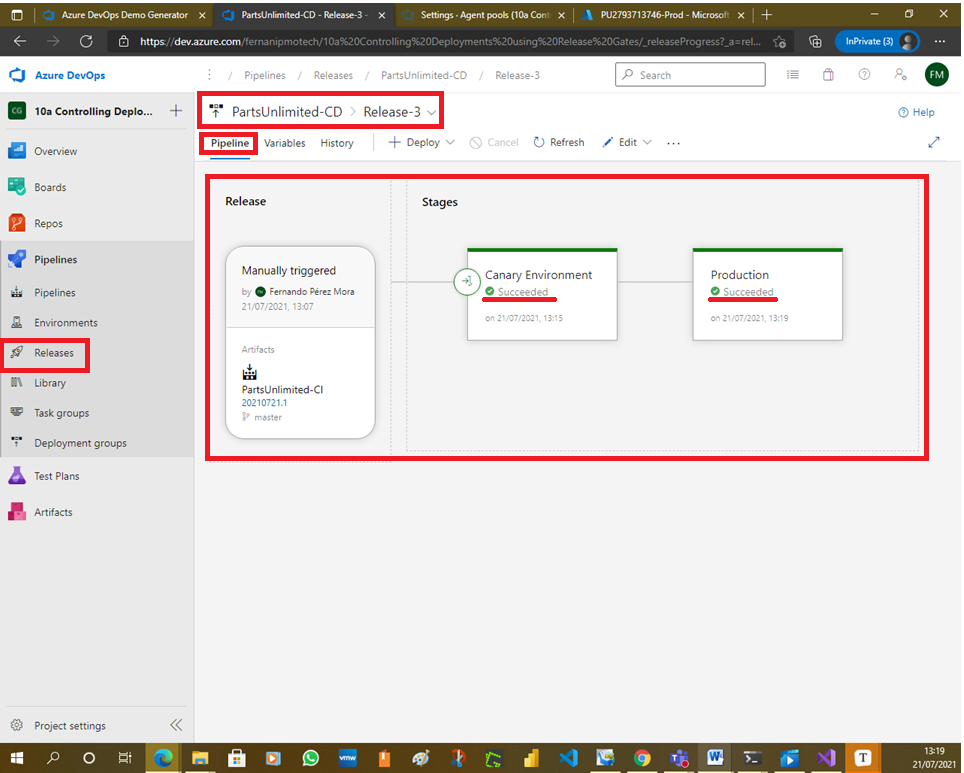 Azure DevOps Demo Generator
PartsUnlimited-CD - Release-3 -
Settings · Agent pools (10a Cont
PU2793713746-Prod - Microsoft
https://dev.azure.com/fernanipmotech/10a%20Controlling%20Deployments%20using%20Release%20Gates/_releaseProgress?_a=rel...
InPrivate (3)
Azure DevOps
/ Pipelines / Releases / PartsUnlimited-CD / Release-3
Search
FM
CG
10a Controlling Deplo...
PartsUnlimited-CD > Release-3
Help
Pipeline
Variables
History
Deploy
Cancel
Refresh
Edit
Overview
Boards
Repos
Pipelines
Pipelines
Environments
Releases
Library
Task groups
Deployment groups
Test Plans
Artifacts
Project settings
Release
Manually triggered
by Fernando Pérez Mora
21/07/2021, 13:07
Artifacts
PartsUnlimited-CI
20210721.1
master
Stages
Canary Environment
Succeeded
on 21/07/2021, 13:15
Production
Succeeded
on 21/07/2021, 13:19
vmw
13:19
21/07/2021